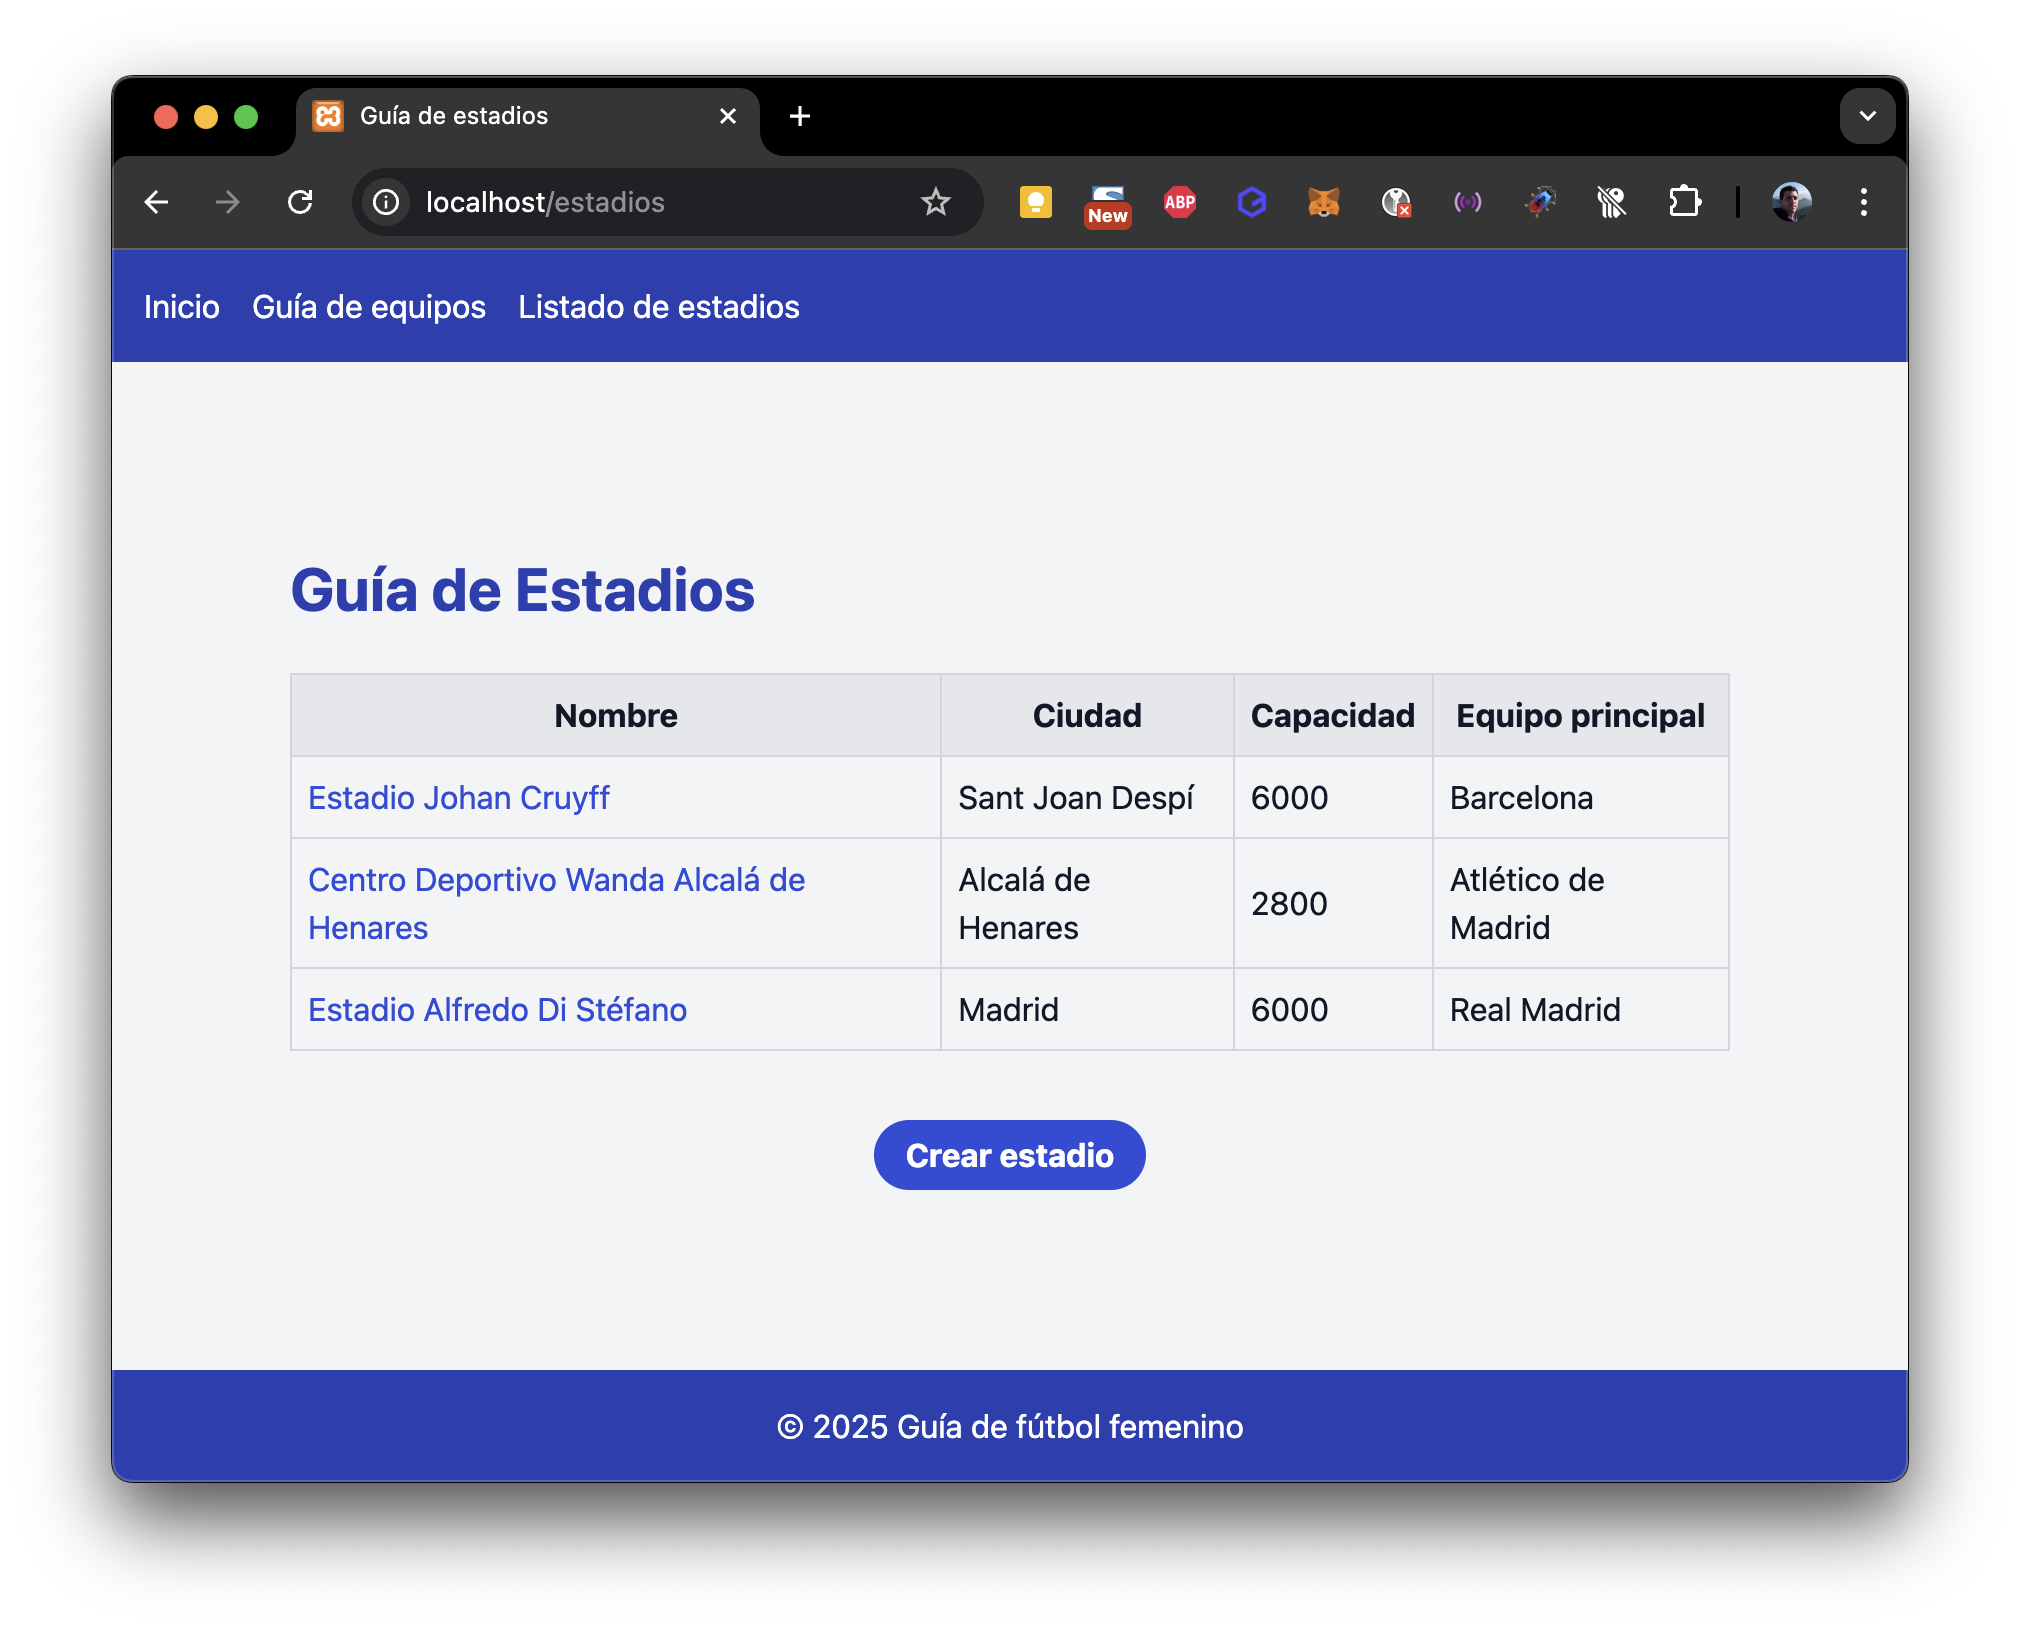 Guía de estadios
localhost/estadios
New
ABP
Inicio Guía de equipos Listado de estadios
Guía de Estadios
Nombre Ciudad Capacidad Equipo principal
Estadio Johan Cruyff Sant Joan Despí 6000 Barcelona
Centro Deportivo Wanda Alcalá de Henares Alcalá de Henares 2800 Atlético de Madrid
Estadio Alfredo Di Stéfano Madrid 6000 Real Madrid
Crear estadio
© 2025 Guía de fútbol femenino